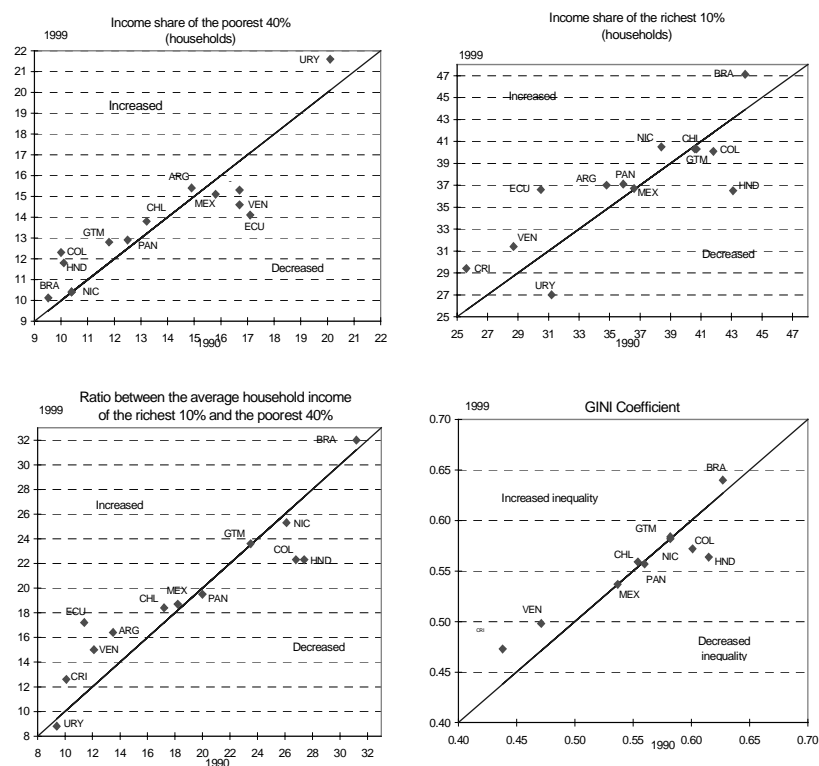 Income share of the poorest 40%
(households)
1999
22
21
20
19
18
17
16
15
14
13
12
11
10
9
URY
Increased
ARG
MEX
VEN
ECU
CHL
GTM
PAN
COL
HND
Decreased
BRA
NIC
9 10 11 12 13 14 15 16 17 18 19 20 21 22
1990
Income share of the richest 10%
(households)
1999
47
45
43
41
39
37
35
33
31
29
27
25
BRA
Increased
NIC
CHL
COL
GTM
ARG
PAN
ECU
MEX
HND
VEN
Decreased
CRI
URY
25 27 29 31 33 35 37 39 41 43 45 47
1990
Ratio between the average household income
of the richest 10% and the poorest 40%
1999
32
30
28
26
24
22
20
18
16
14
12
10
8
BRA
Increased
NIC
GTM
COL
HND
MEX
CHL
PAN
ECU
ARG
VEN
Decreased
CRI
URY
8 10 12 14 16 18 20 22 24 26 28 30 32
1990
GINI Coefficient
1999
0.70
0.65
0.60
0.55
0.50
0.45
0.40
BRA
Increased inequality
GTM
COL
CHL
NIC
HND
PAN
MEX
VEN
CRI
Decreased
inequality
0.40 0.45 0.50 0.55 0.60 0.65 0.70
1990